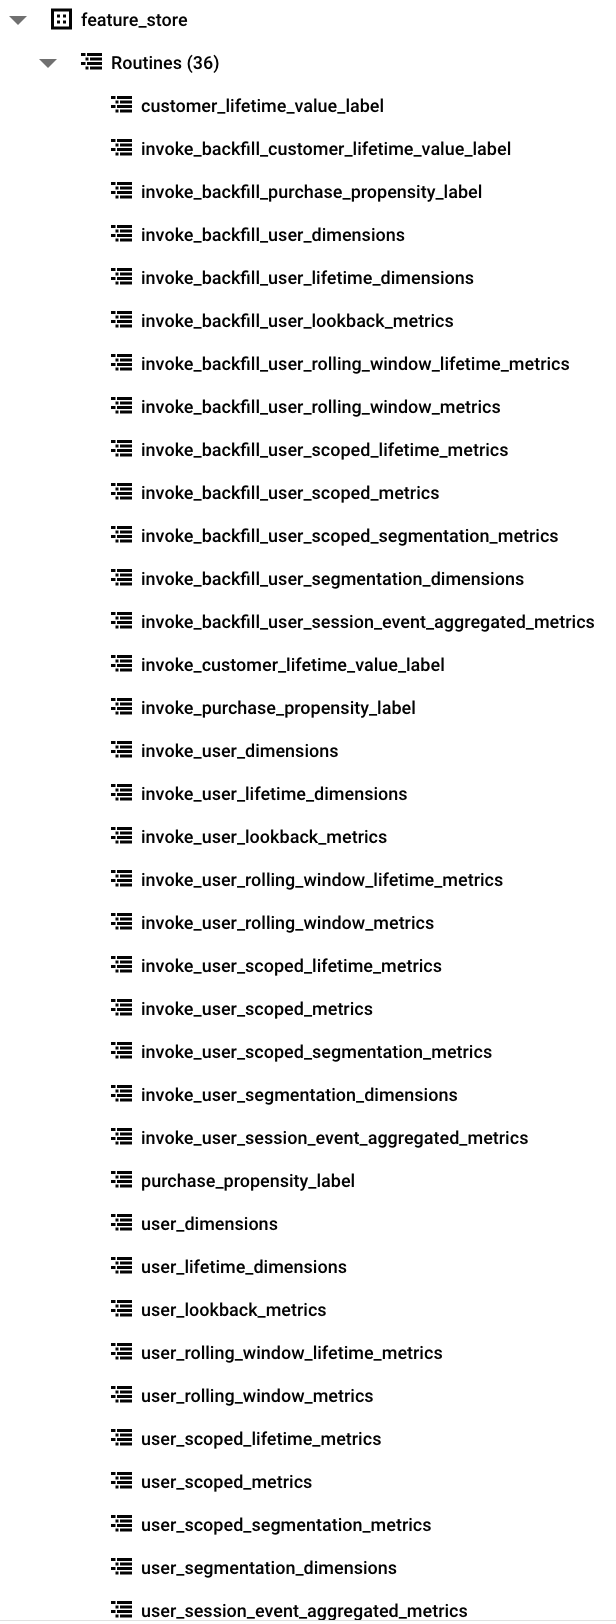 feature_store
Routines (36)
customer_lifetime_value_label
invoke_backfill_customer_lifetime_value_label
invoke_backfill_purchase_propensity_label
invoke_backfill_user_dimensions
invoke_backfill_user_lifetime_dimensions
invoke_backfill_user_lookback_metrics
invoke_backfill_user_rolling_window_lifetime_metrics
invoke_backfill_user_rolling_window_metrics
invoke_backfill_user_scoped_lifetime_metrics
invoke_backfill_user_scoped_metrics
invoke_backfill_user_scoped_segmentation_metrics
invoke_backfill_user_segmentation_dimensions
invoke_backfill_user_session_event_aggregated_metrics
invoke_customer_lifetime_value_label
invoke_purchase_propensity_label
invoke_user_dimensions
invoke_user_lifetime_dimensions
invoke_user_lookback_metrics
invoke_user_rolling_window_lifetime_metrics
invoke_user_rolling_window_metrics
invoke_user_scoped_lifetime_metrics
invoke_user_scoped_metrics
invoke_user_scoped_segmentation_metrics
invoke_user_segmentation_dimensions
invoke_user_session_event_aggregated_metrics
purchase_propensity_label
user_dimensions
user_lifetime_dimensions
user_lookback_metrics
user_rolling_window_lifetime_metrics
user_rolling_window_metrics
user_scoped_lifetime_metrics
user_scoped_metrics
user_scoped_segmentation_metrics
user_segmentation_dimensions
user_session_event_aggregated_metrics